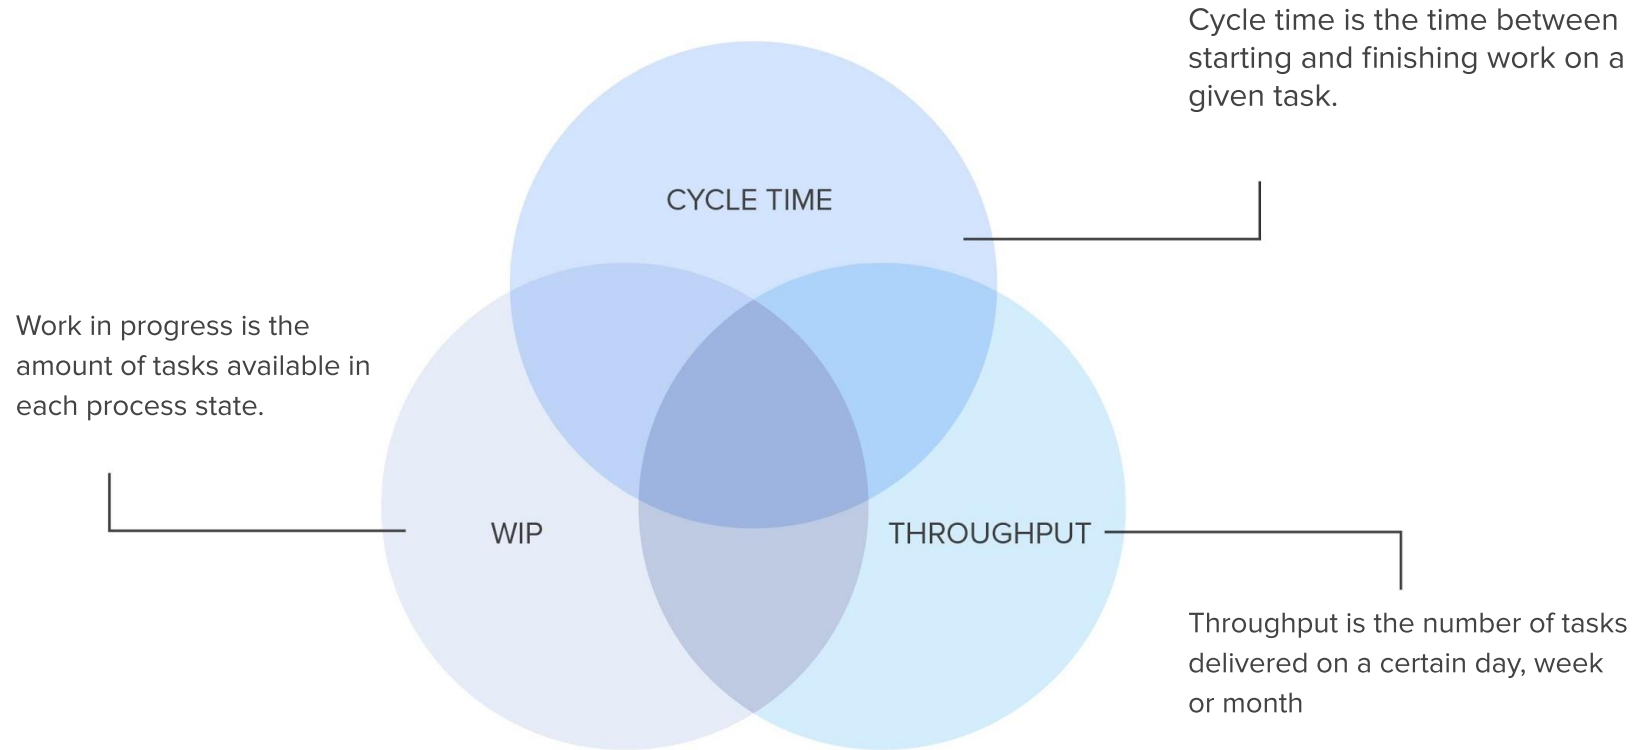 Cycle time is the time between
starting and finishing work on a
given task.
CYCLE TIME
Work in progress is the
amount of tasks available in
each process state.
WIP
THROUGHPUT
Throughput is the number of tasks
delivered on a certain day, week
or month